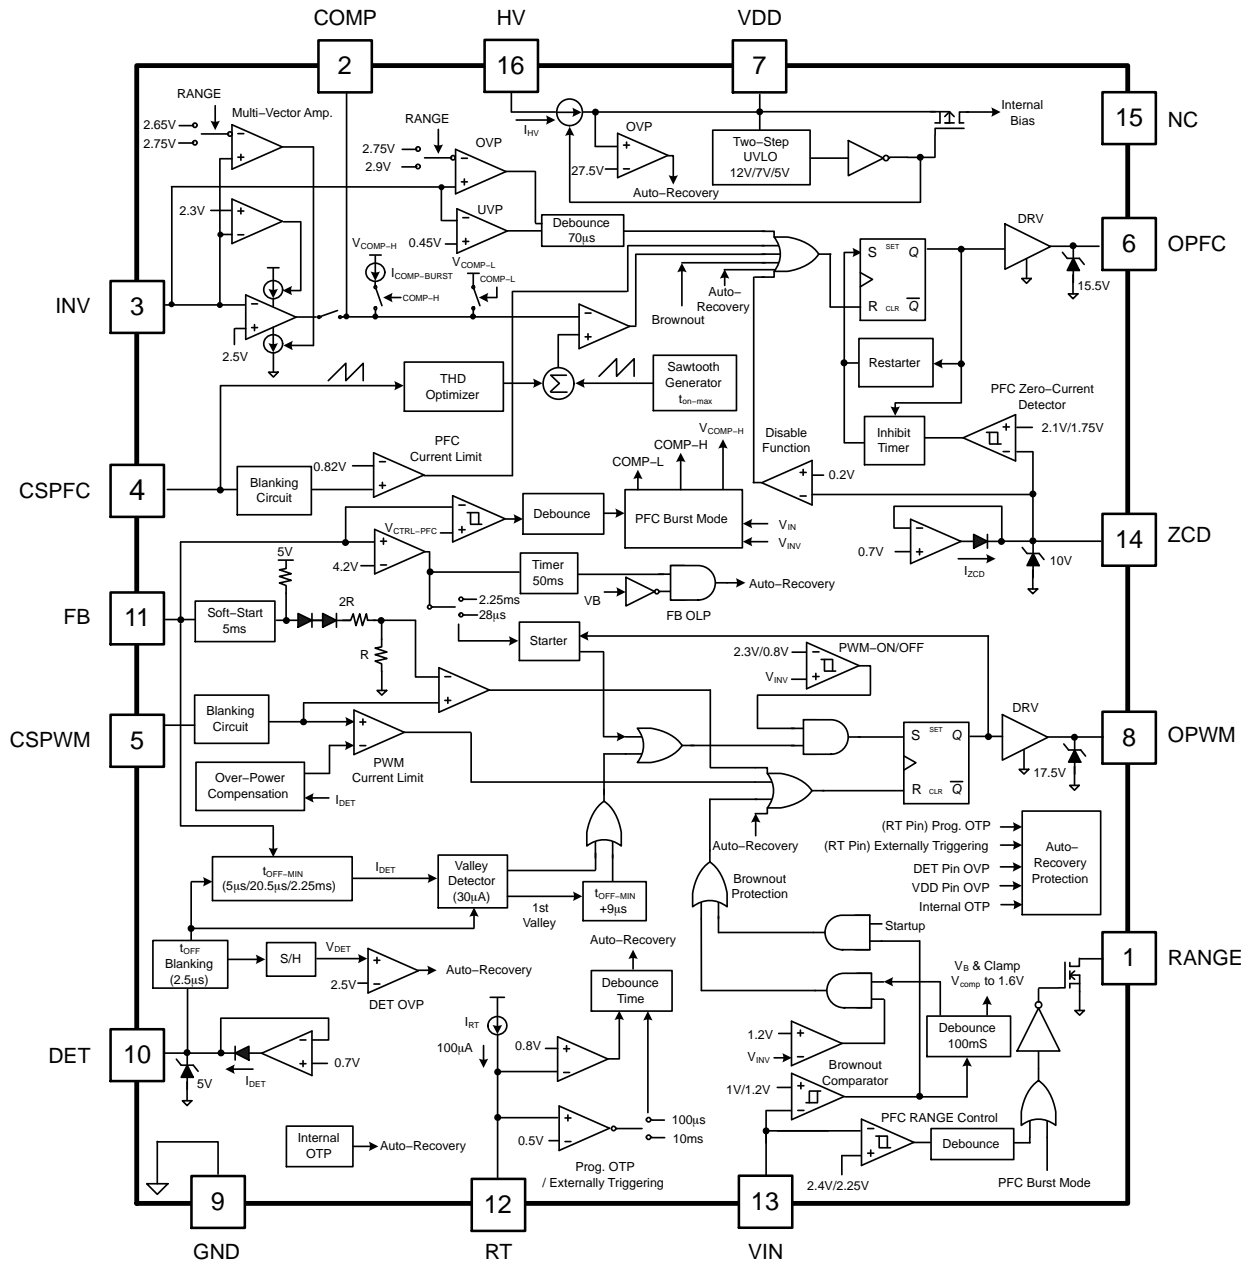 COMP
HV
VDD
2
16
7
RANGE
Multi−Vector Amp.
2.65V
2.75V
RANGE
2.75V
2.9V
OVP
I_HV
OVP
27.5V
Auto−Recovery
Two−Step
UVLO
12V/7V/5V
Internal
Bias
15
NC
2.3V
UVP
0.45V
Debounce
70µs
DRV
6
OPFC
15.5V
S
SET
Q
R
CLR
Q
V_COMP−H
I_COMP−BURST
COMP−H
V_COMP−L
COMP−L
Auto−
Recovery
Brownout
INV
3
2.5V
THD
Optimizer
Σ
Sawtooth
Generator
t_on−max
Restarter
PFC Zero−Current
Detector
2.1V/1.75V
Inhibit
Timer
PFC
Current Limit
0.82V
CSPFC
4
Blanking
Circuit
V_COMP−H
COMP−H
COMP−L
Disable
Function
0.2V
V_CTRL−PFC
Debounce
PFC Burst Mode
V_IN
V_INV
0.7V
I_ZCD
10V
14
ZCD
5V
4.2V
Timer
50ms
VB
FB OLP
Auto−Recovery
FB
11
Soft−Start
5ms
2R
R
2.25ms
28µs
Starter
2.3V/0.8V
V_INV
PWM−ON/OFF
CSPWM
5
Blanking
Circuit
PWM
Current Limit
Over−Power
Compensation
I_DET
S
SET
Q
R
CLR
Q
DRV
17.5V
8
OPWM
Auto−Recovery
(RT Pin) Prog. OTP
(RT Pin) Externally Triggering
DET Pin OVP
VDD Pin OVP
Internal OTP
Auto−
Recovery
Protection
t_OFF−MIN
(5µs/20.5µs/2.25ms)
I_DET
Valley
Detector
(30µA)
1st
Valley
t_OFF−MIN
+9µs
Brownout
Protection
t_OFF
Blanking
(2.5µs)
S/H
V_DET
2.5V
DET OVP
Auto−Recovery
Auto−Recovery
Debounce
Time
Startup
V_B & Clamp
V_comp to 1.6V
1
RANGE
DET
10
5V
I_DET
0.7V
I_RT
100µA
0.8V
1.2V
V_INV
Debounce
100mS
Brownout
Comparator
1V/1.2V
0.5V
100µs
10ms
Internal
OTP
Auto−Recovery
Prog. OTP
/ Externally Triggering
PFC RANGE Control
Debounce
2.4V/2.25V
PFC Burst Mode
9
12
13
GND
RT
VIN